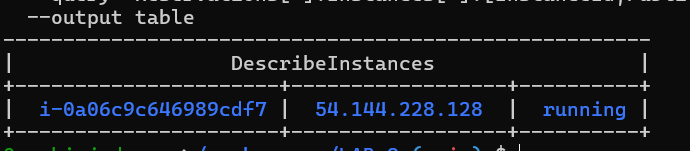 --output table
-----------------------------------------------------
|                  DescribeInstances                |
+----------------------+------------------+----------+
|  i-0a06c9c646989cdf7 |  54.144.228.128  |  running |
+----------------------+------------------+----------+
$